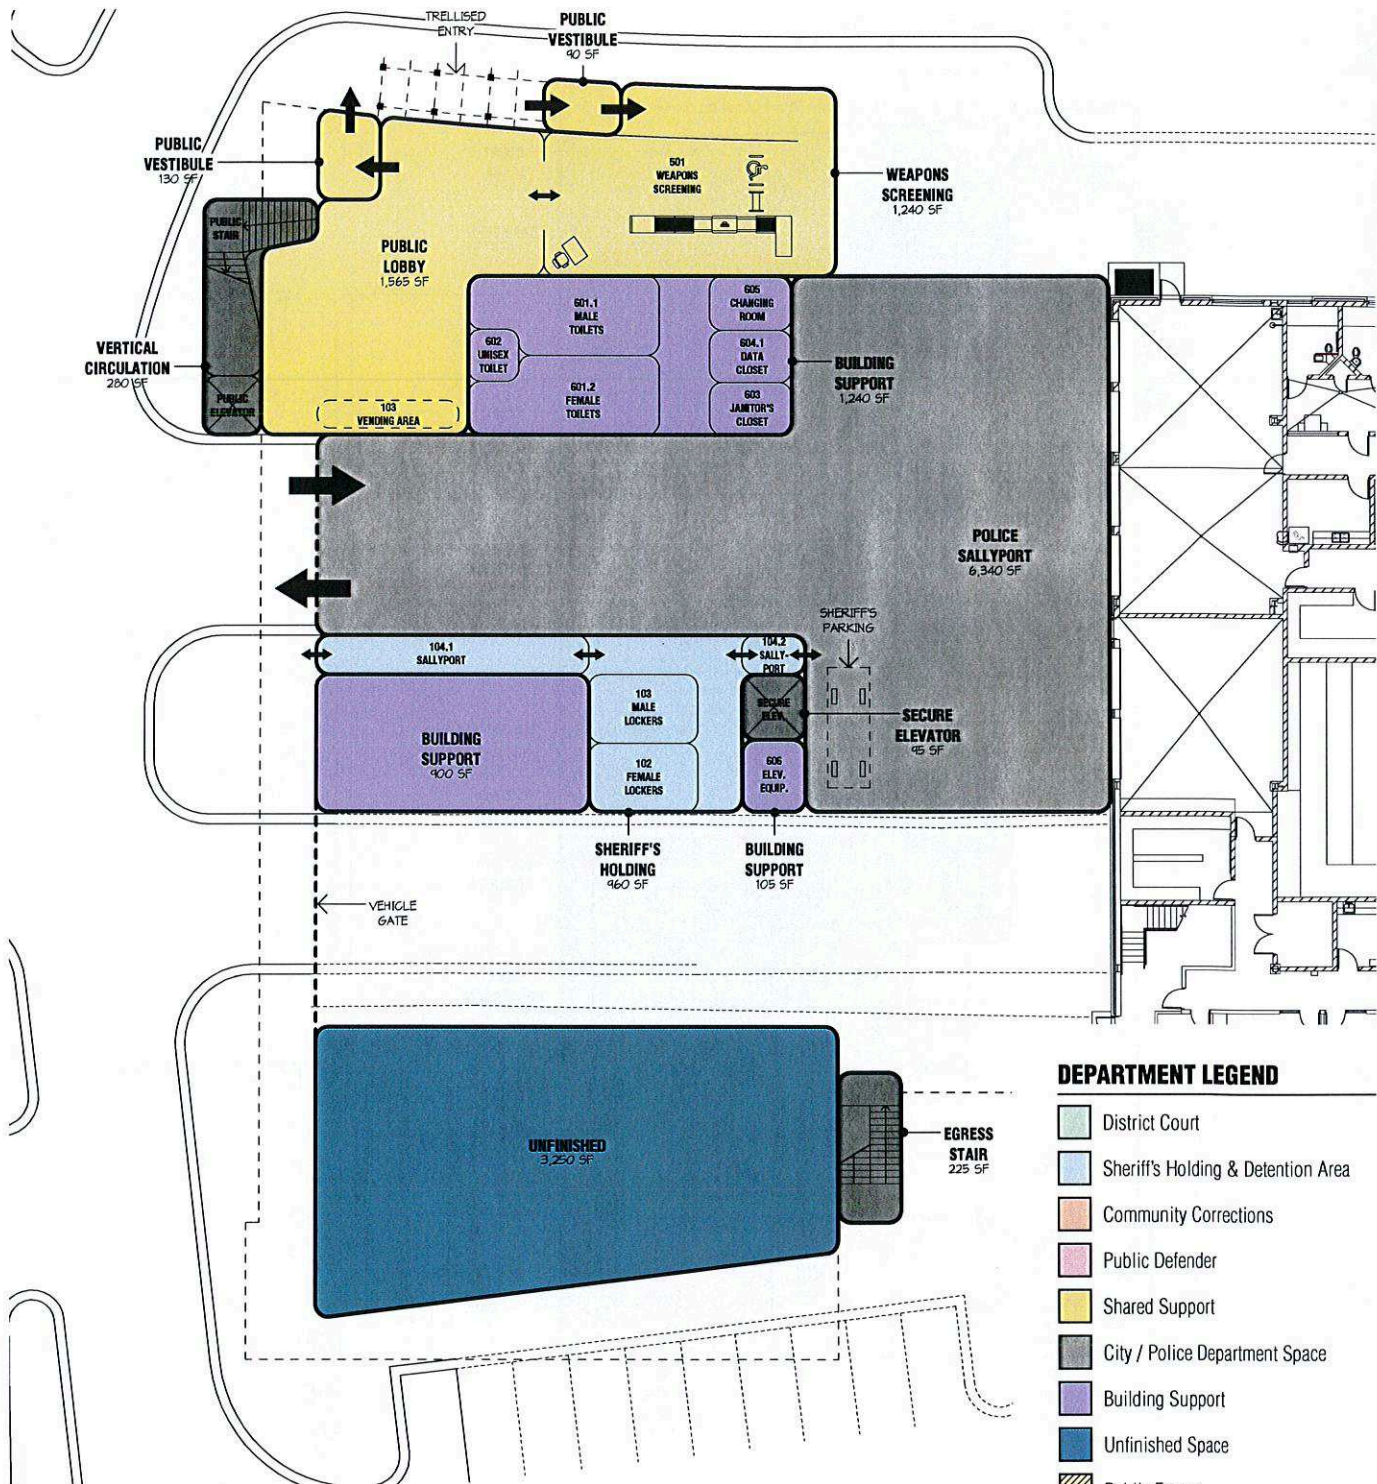 TRELLISED
ENTRY
PUBLIC
VESTIBULE
90 SF
PUBLIC
VESTIBULE
130 SF
501
WEAPONS
SCREENING
WEAPONS
SCREENING
1,240 SF
PUBLIC
STAIR
PUBLIC
LOBBY
1,565 SF
601.1
MALE
TOILETS
605
CHANGING
ROOM
602
UNISEX
TOILET
604.1
DATA
CLOSET
VERTICAL
CIRCULATION
280 SF
BUILDING
SUPPORT
1,240 SF
601.2
FEMALE
TOILETS
603
JANITOR'S
CLOSET
PUBLIC
ELEVATOR
103
VENDING AREA
POLICE
SALLYPORT
6,340 SF
SHERIFF'S
PARKING
104.1
SALLYPORT
104.2
SALLY-
PORT
103
MALE
LOCKERS
SECURE
ELEV.
SECURE
ELEVATOR
95 SF
BUILDING
SUPPORT
900 SF
102
FEMALE
LOCKERS
606
ELEV.
EQUIP.
SHERIFF'S
HOLDING
960 SF
BUILDING
SUPPORT
105 SF
VEHICLE
GATE
UNFINISHED
3,250 SF
EGRESS
STAIR
225 SF
DEPARTMENT LEGEND
District Court
Sheriff's Holding & Detention Area
Community Corrections
Public Defender
Shared Support
City / Police Department Space
Building Support
Unfinished Space